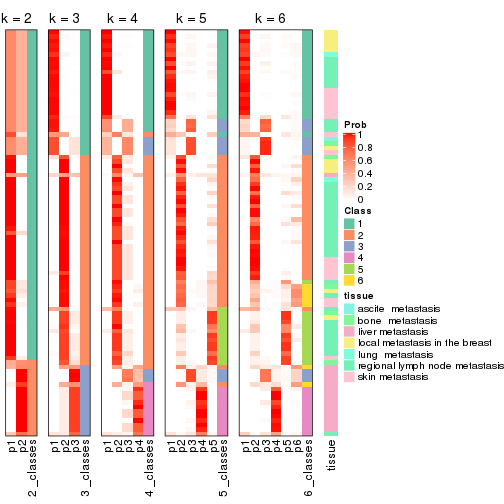 k = 2
k = 3
k = 4
k = 5
k = 6
Prob
1
0.8
0.6
0.4
0.2
0
Class
1
2
3
4
5
6
tissue
ascite metastasis
bone metastasis
liver metastasis
local metastasis in the breast
lung metastasis
regional lymph node metastasis
skin metastasis
p1
p2
2_classes
p1
p2
p3
3_classes
p1
p2
p3
p4
4_classes
p1
p2
p3
p4
p5
5_classes
p1
p2
p3
p4
p5
p6
6_classes
tissue